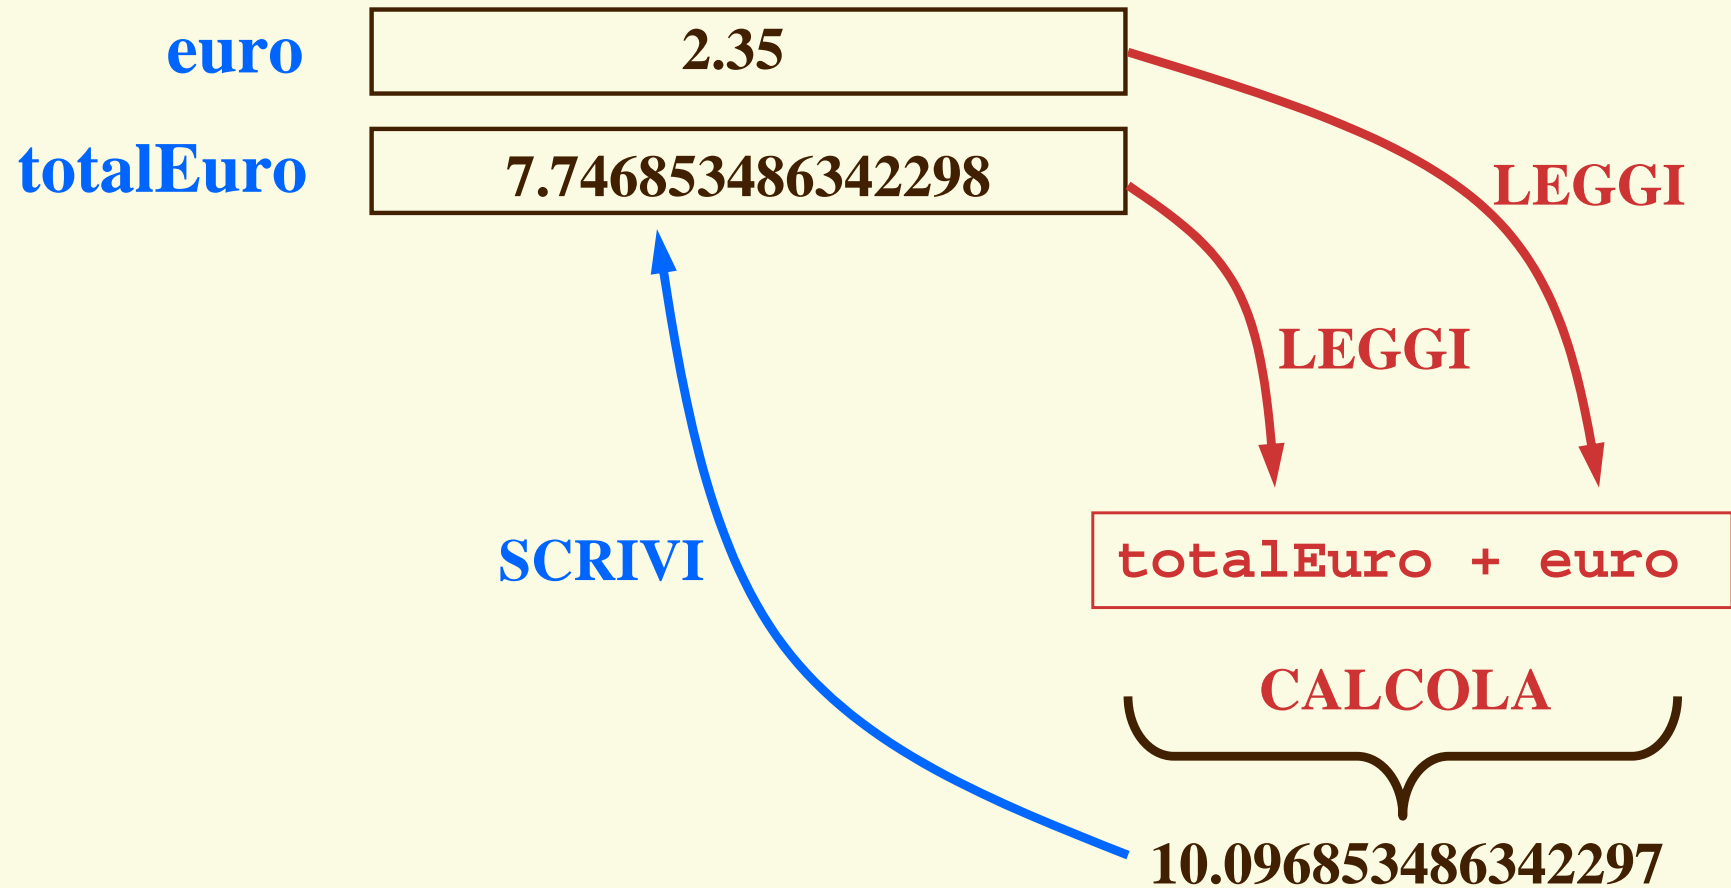 euro 2.35
totalEuro 7.746853486342298
LEGGI
LEGGI
SCRIVI
totalEuro + euro
CALCOLA
10.096853486342297